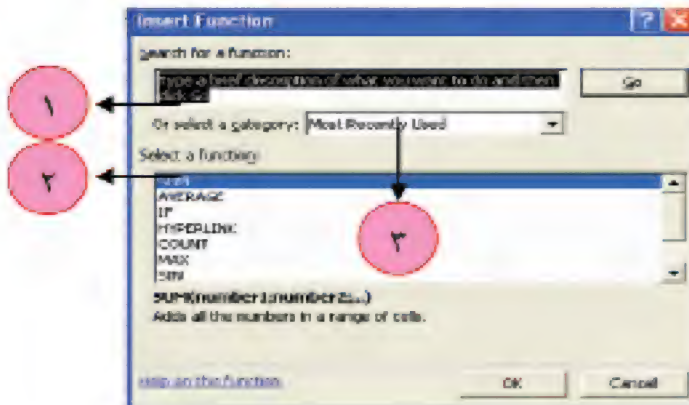 Insert Function
Search for a function:
Type a brief description of what you want to do and then
click Go
Go
١
Or select a category: Most Recently Used
Select a function:
٢
SUM
AVERAGE
IF
HYPERLINK
COUNT
MAX
SIN
٣
SUM(number1;number2;...)
Adds all the numbers in a range of cells.
Help on this function
OK
Cancel